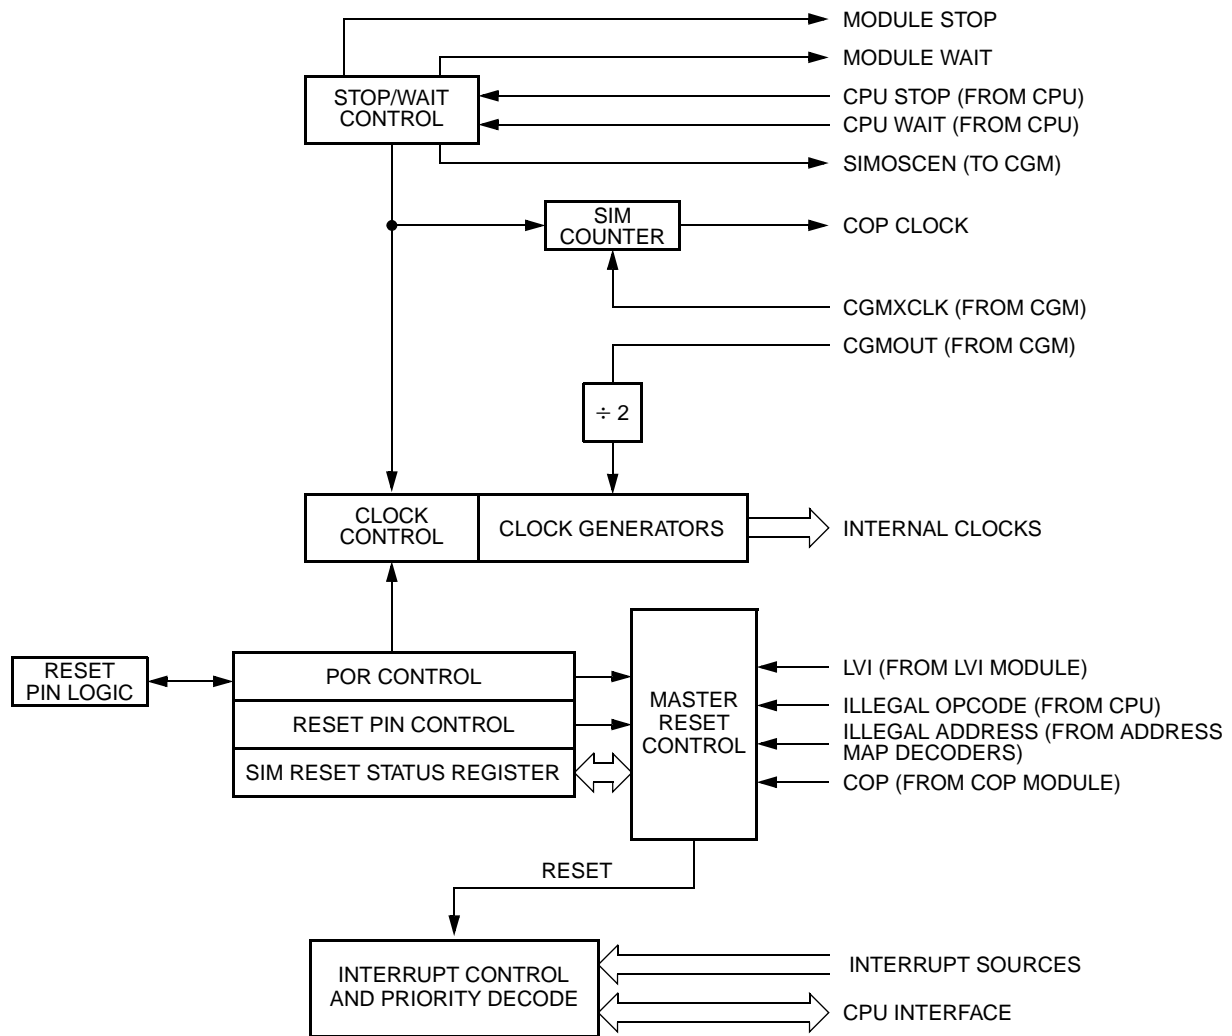 MODULE STOP
MODULE WAIT
STOP/WAIT
CONTROL
CPU STOP (FROM CPU)
CPU WAIT (FROM CPU)
SIMOSCEN (TO CGM)
SIM
COUNTER
COP CLOCK
CGMXCLK (FROM CGM)
CGMOUT (FROM CGM)
÷ 2
CLOCK
CONTROL
CLOCK GENERATORS
INTERNAL CLOCKS
RESET
PIN LOGIC
POR CONTROL
RESET PIN CONTROL
SIM RESET STATUS REGISTER
MASTER
RESET
CONTROL
LVI (FROM LVI MODULE)
ILLEGAL OPCODE (FROM CPU)
ILLEGAL ADDRESS (FROM ADDRESS
MAP DECODERS)
COP (FROM COP MODULE)
RESET
INTERRUPT CONTROL
AND PRIORITY DECODE
INTERRUPT SOURCES
CPU INTERFACE